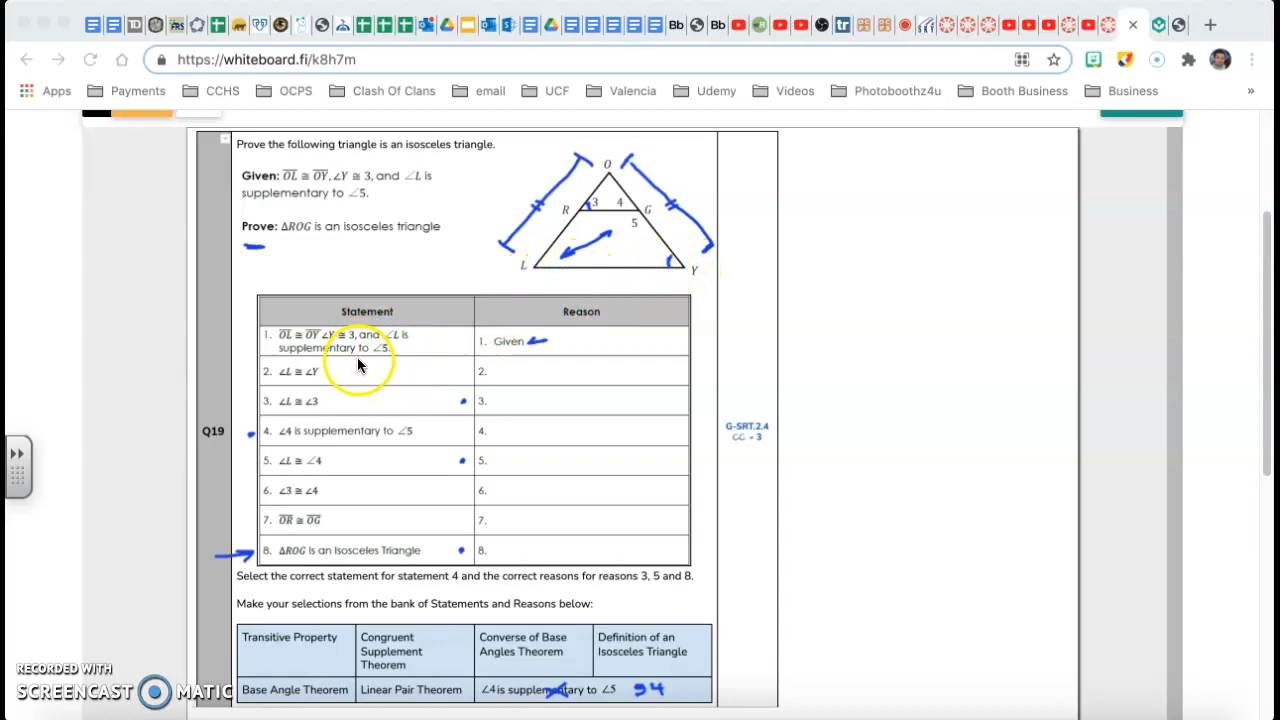 https://whiteboard.fi/k8h7m
Apps Payments CCHS OCPS Clash Of Clans email UCF Valencia Udemy Videos Photoboothz4u Booth Business Business »
Prove the following triangle is an isosceles triangle.
Given: OL ≅ OY, ∠Y ≅ 3, and ∠L is
supplementary to ∠5.
Prove: ΔROG is an isosceles triangle
O
3 4
R G
5
L Y
Statement Reason
1. OL ≅ OY ∠Y ≅ 3, and ∠L is
supplementary to ∠5.
1. Given
2. ∠L ≅ ∠Y 2.
3. ∠L ≅ ∠3 3.
4. ∠4 is supplementary to ∠5 4.
5. ∠L ≅ ∠4 5.
6. ∠3 ≅ ∠4 6.
7. OR ≅ OG 7.
8. ΔROG is an Isosceles Triangle 8.
Q19
G-SRT.2.4
CC - 3
Select the correct statement for statement 4 and the correct reasons for reasons 3, 5 and 8.
Make your selections from the bank of Statements and Reasons below:
Transitive Property
Congruent
Supplement
Theorem
Converse of Base
Angles Theorem
Definition of an
Isosceles Triangle
Base Angle Theorem Linear Pair Theorem ∠4 is supplementary to ∠5
RECORDED WITH
SCREENCAST MATIC